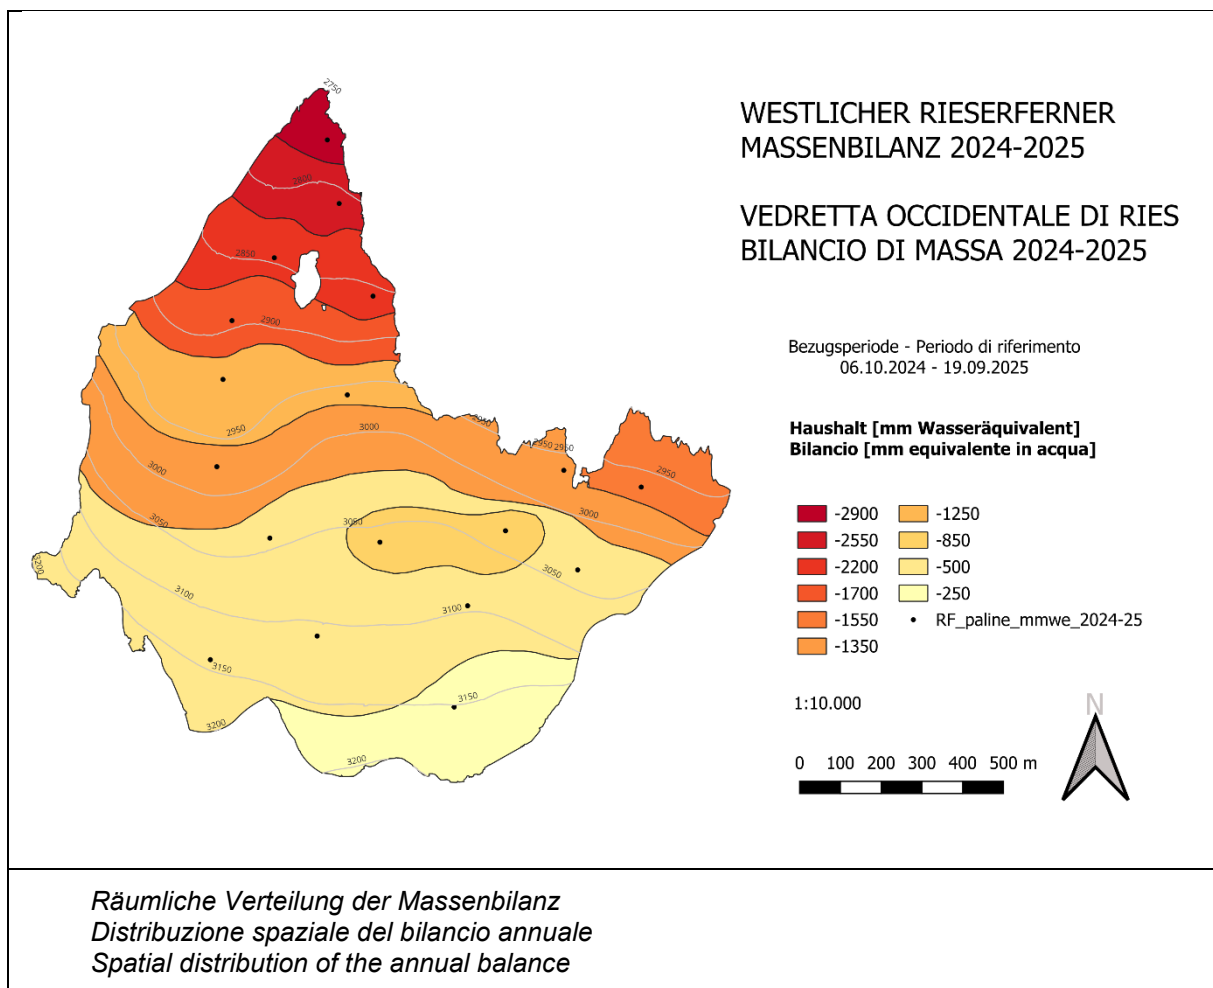 2750
2800
2850
2900
2950
3000
2950
3000
2950
2950
2950
3000
3050
3050
3050
3200
3100
3100
3150
3150
3200
3200
WESTLICHER RIESERFERNER
MASSENBILANZ 2024-2025
VEDRETTA OCCIDENTALE DI RIES
BILANCIO DI MASSA 2024-2025
Bezugsperiode - Periodo di riferimento
06.10.2024 - 19.09.2025
Haushalt [mm Wasseräquivalent]
Bilancio [mm equivalente in acqua]
-2900
-2550
-2200
-1700
-1550
-1350
-1250
-850
-500
-250
RF_paline_mmwe_2024-25
1:10.000
0 100 200 300 400 500 m
N
Räumliche Verteilung der Massenbilanz
Distribuzione spaziale del bilancio annuale
Spatial distribution of the annual balance